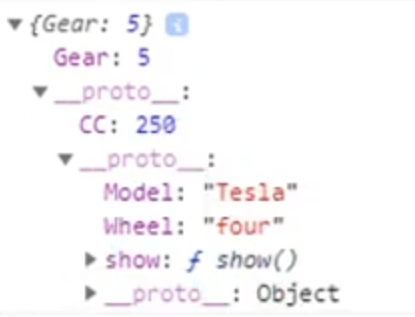 ▼ {Gear: 5} i
Gear: 5
▼ __proto__:
CC: 250
▼ __proto__:
Model: "Tesla"
Wheel: "four"
▶ show: ƒ show()
▶ __proto__: Object